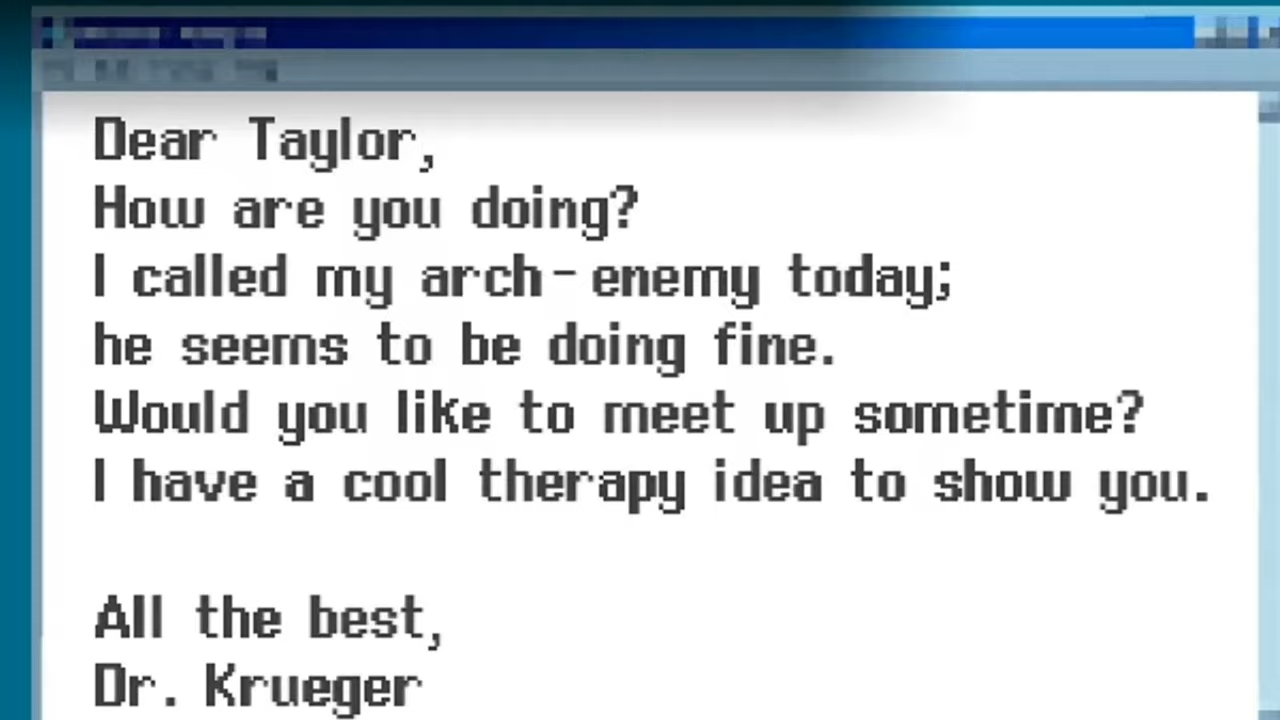 Dear Taylor,
How are you doing?
I called my arch-enemy today;
he seems to be doing fine.
Would you like to meet up sometime?
I have a cool therapy idea to show you.
All the best,
Dr. Krueger